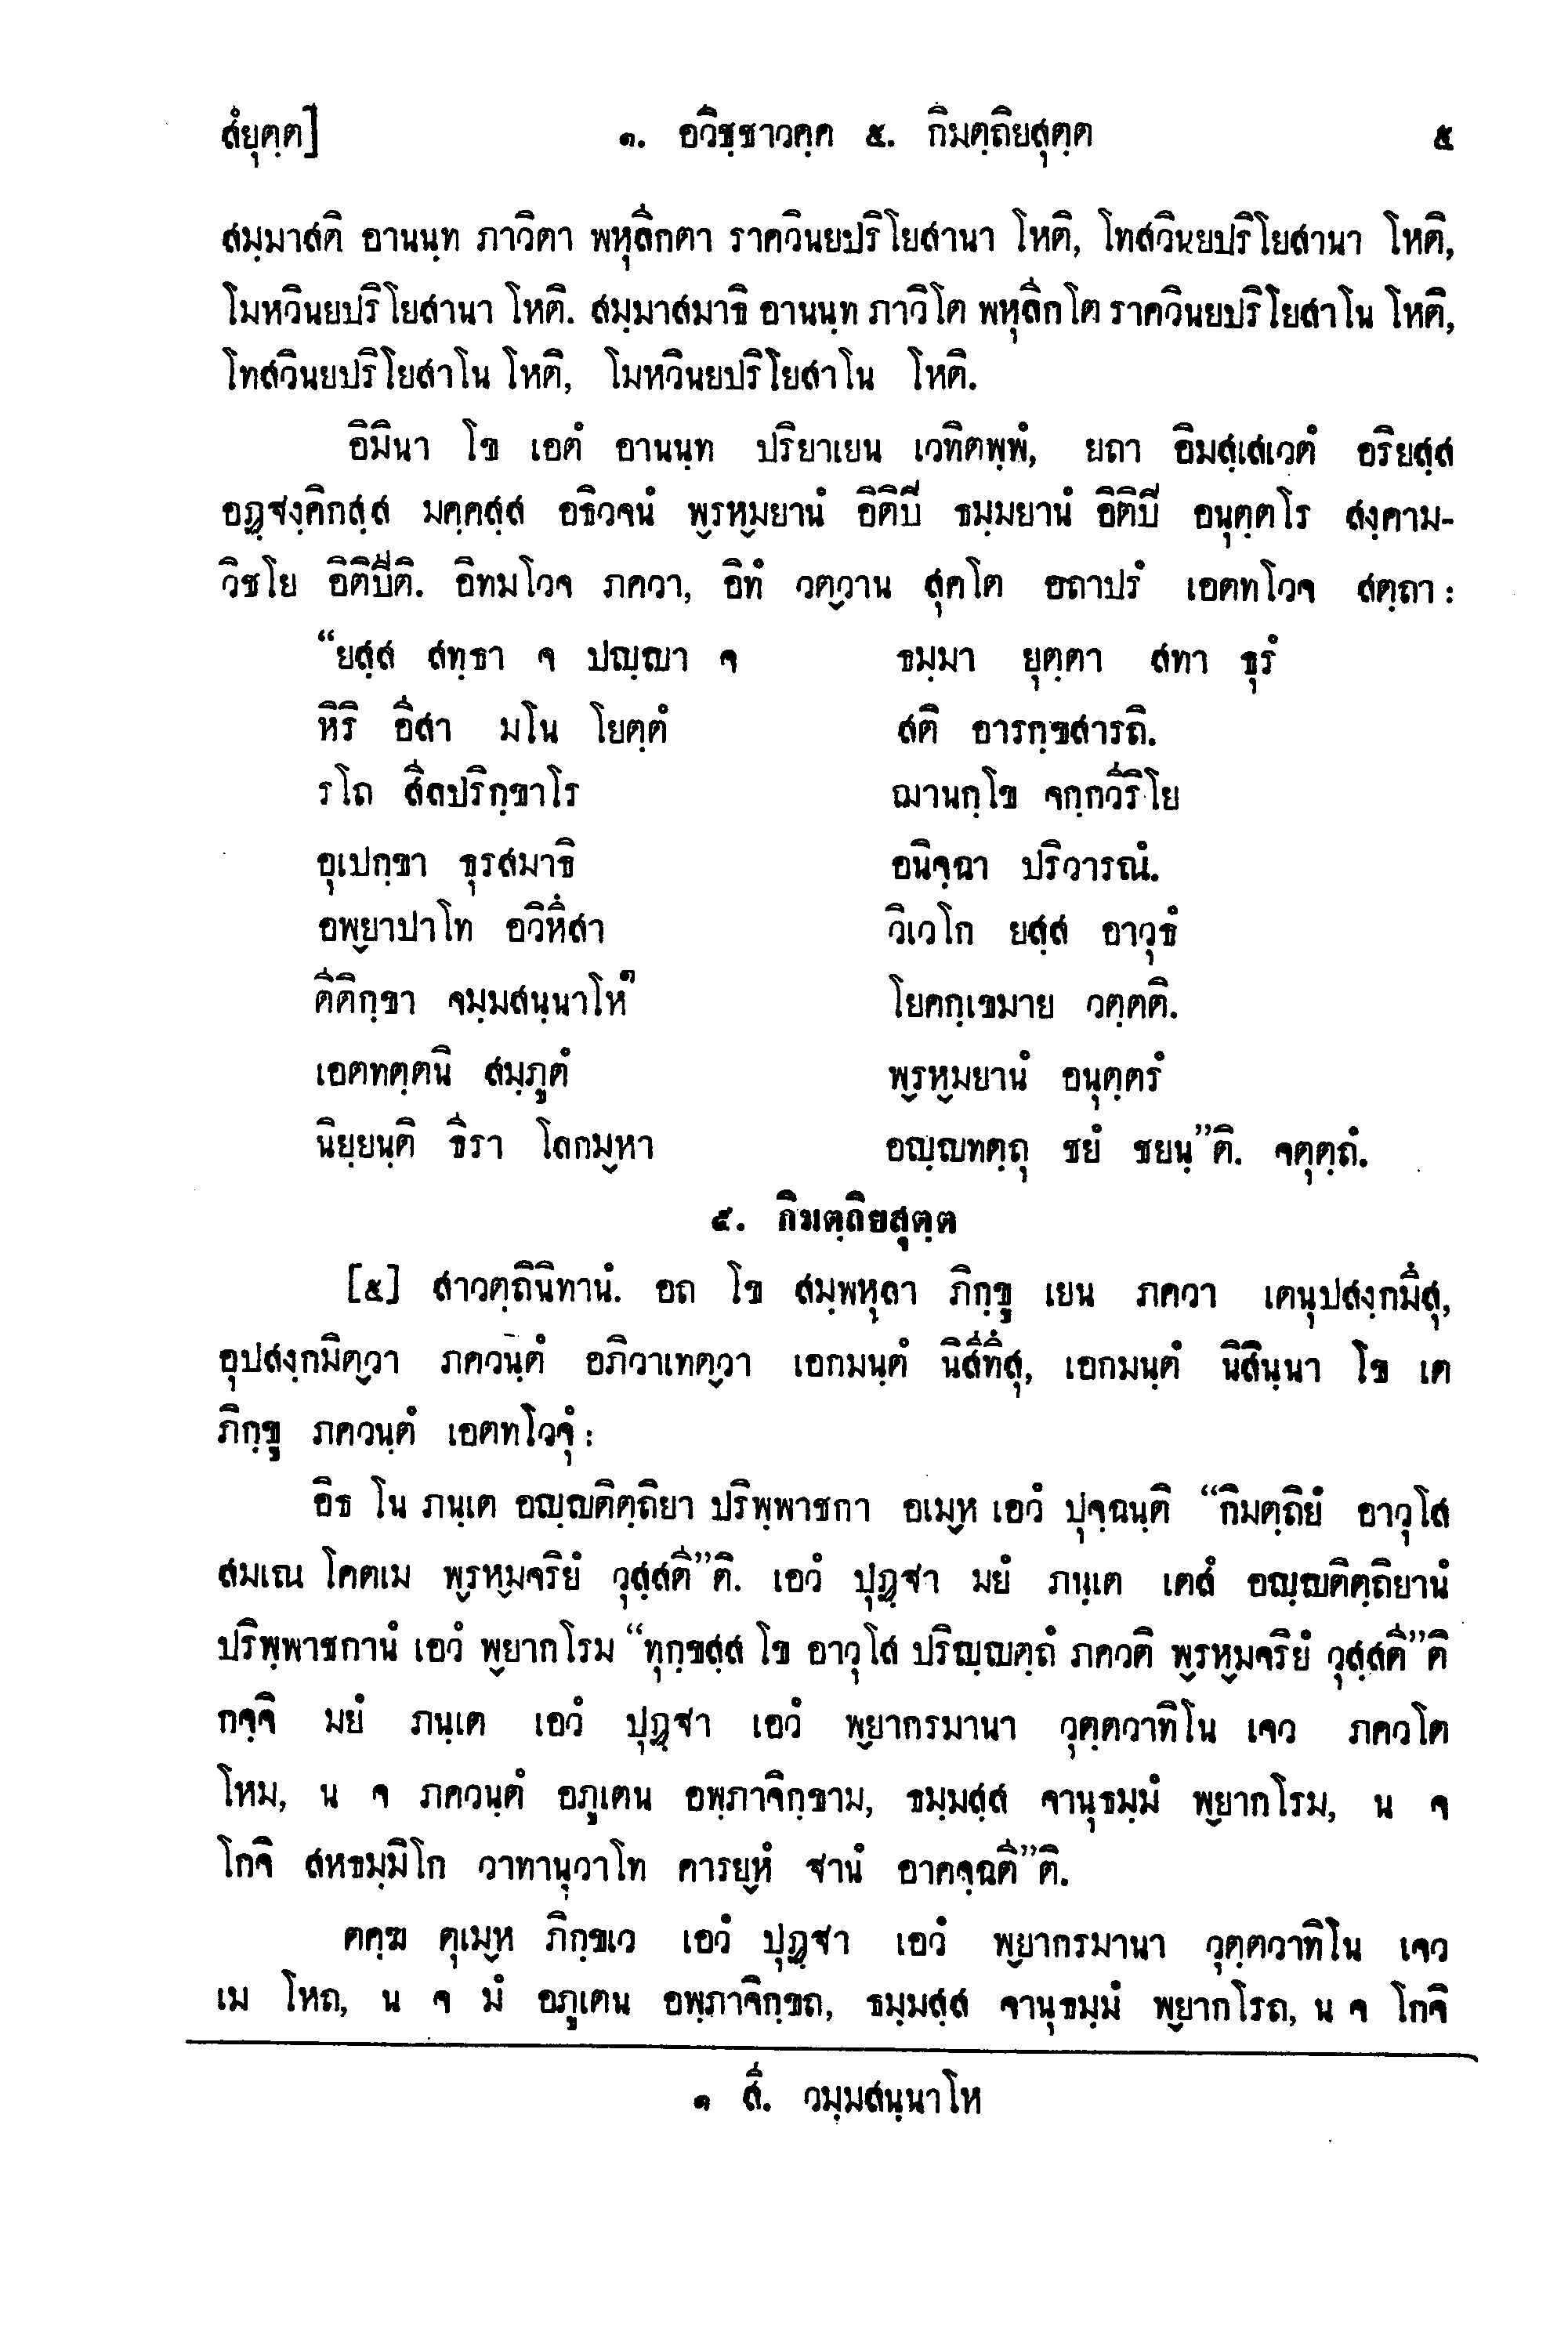 สํยุตฺต]	๑. อวิชฺชาวคฺค ๕. กิมตฺถิยสุตฺต	๕
สมฺมาสติ อานนฺท ภาวิตา พหุลีกตา ราควินยปริโยสานา โหติ, โทสวินยปริโยสานา โหติ,
โมหวินยปริโยสานา โหติ. สมฺมาสมาธิ อานนฺท ภาวิโต พหุลีกโต ราควินยปริโยสาโน โหติ,
โทสวินยปริโยสาโน โหติ, โมหวินยปริโยสาโน โหติ.
อิมินา โข เอตํ อานนฺท ปริยาเยน เวทิตพฺพํ, ยถา อิมสฺเสเวตํ อริยสฺส
อฏฺฐงฺคิกสฺส มคฺคสฺส อธิวจนํ พฺรหฺมยานํ อิติปิ ธมฺมยานํ อิติปิ อนุตฺตโร สงฺคาม-
วิชโย อิติปีติ. อิทมโวจ ภควา, อิทํ วตฺวาน สุคโต อถาปรํ เอตทโวจ สตฺถา :
“ยสฺส สทฺธา จ ปญฺญา จ	ธมฺมา ยุตฺตา สทา ธุรํ
หิริ อีสา มโน โยตฺตํ	สติ อารกฺขสารถิ.
รโถ สีลปริกฺขาโร	ฌานกฺโข จกฺกวีริโย
อุเปกฺขา ธุรสมาธิ	อนิจฺฉา ปริวารณํ.
อพฺยาปาโท อวิหึสา	วิเวโก ยสฺส อาวุธํ
ตีติกฺขา จมฺมสนฺนาโห๑	โยคกฺเขมาย วตฺตติ.
เอตทตฺตนิ สมฺภูตํ	พฺรหฺมยานํ อนุตฺตรํ
นิยฺยนฺติ ธีรา โลกมฺหา	อญฺญทตฺถุ ชยํ ชยนฺ”ติ. จตุตฺถํ.
๕. กิมตฺถิยสุตฺต
[๕] สาวตฺถีนิทานํ. อถ โข สมฺพหุลา ภิกฺขู เยน ภควา เตนุปสงฺกมึสุ,
อุปสงฺกมิตฺวา ภควนฺตํ อภิวาเทตฺวา เอกมนฺตํ นิสีทึสุ, เอกมนฺตํ นิสินฺนา โข เต
ภิกฺขู ภควนฺตํ เอตทโวจุํ :
อิธ โน ภนฺเต อญฺญติตฺถิยา ปริพฺพาชกา อเมฺห เอวํ ปุจฺฉนฺติ “กิมตฺถิยํ อาวุโส
สมเณ โคตเม พฺรหฺมจริยํ วุสฺสตี”ติ. เอวํ ปุฏฺฐา มยํ ภนฺเต เตสํ อญฺญติตฺถิยานํ
ปริพฺพาชกานํ เอวํ พฺยากโรม “ทุกฺขสฺส โข อาวุโส ปริญฺญตฺถํ ภควติ พฺรหฺมจริยํ วุสฺสตี”ติ
กจฺจิ มยํ ภนฺเต เอวํ ปุฏฺฐา เอวํ พฺยากรมานา วุตฺตวาทิโน เจว ภควโต
โหม, น จ ภควนฺตํ อภูเตน อพฺภาจิกฺขาม, ธมฺมสฺส จานุธมฺมํ พฺยากโรม, น จ
โกจิ สหธมฺมิโก วาทานุวาโท คารยฺหํ ฐานํ อาคจฺฉตี”ติ.
ตคฺฆ ตุเมฺห ภิกฺขเว เอวํ ปุฏฺฐา เอวํ พฺยากรมานา วุตฺตวาทิโน เจว
เม โหถ, น จ มํ อภูเตน อพฺภาจิกฺขถ, ธมฺมสฺส จานุธมฺมํ พฺยากโรถ, น จ โกจิ
๑ สี. วมฺมสนฺนาโห